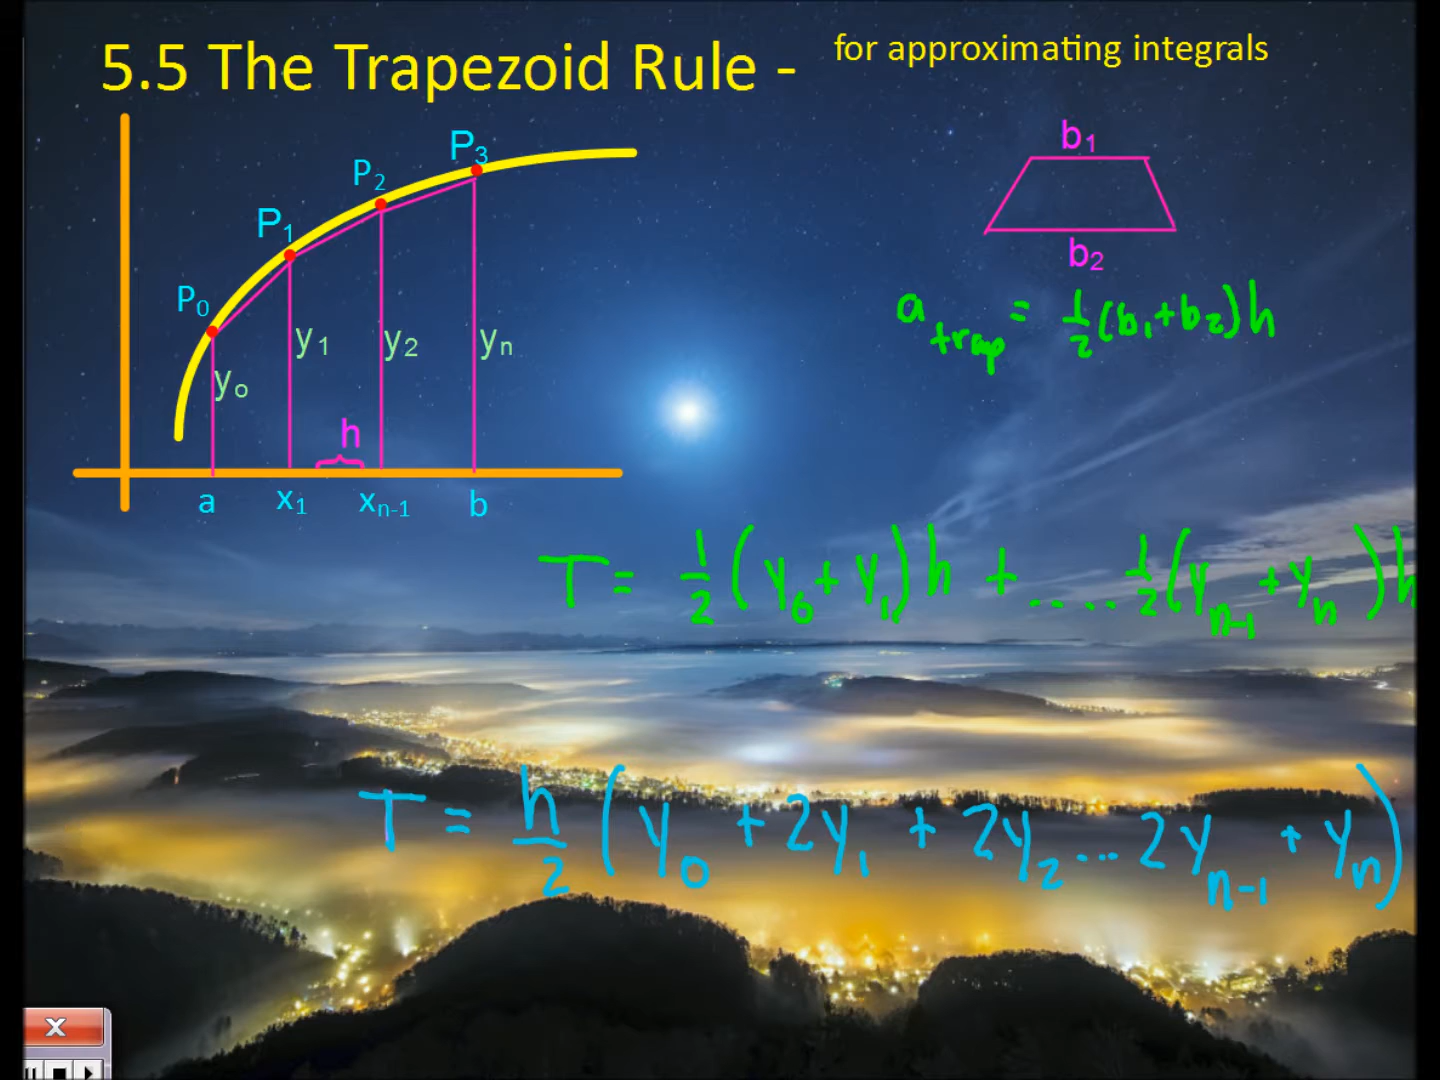 5.5 The Trapezoid Rule - for approximating integrals
P₃
P₂
P₁
P₀
y₁ y₂ yₙ
y₀
h
a x₁ xₙ₋₁ b
b₁
b₂
a trap = ½(b₁+b₂)h
T = ½(y₀+y₁)h + .... ½(yₙ₋₁+yₙ)h
T = h/2 (y₀ + 2y₁ + 2y₂ ... 2yₙ₋₁ + yₙ)
X